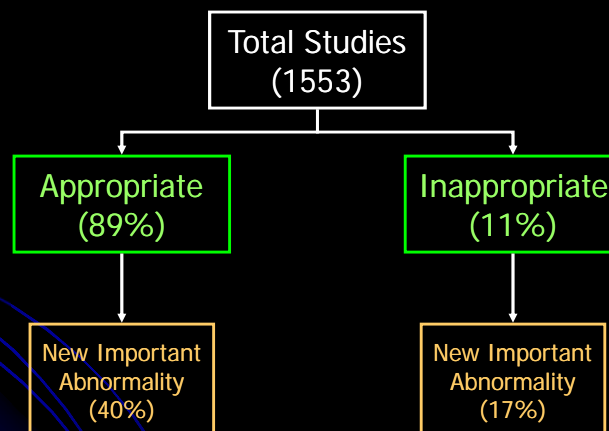 Total Studies
(1553)
Appropriate
(89%)
Inappropriate
(11%)
New Important
Abnormality
(40%)
New Important
Abnormality
(17%)